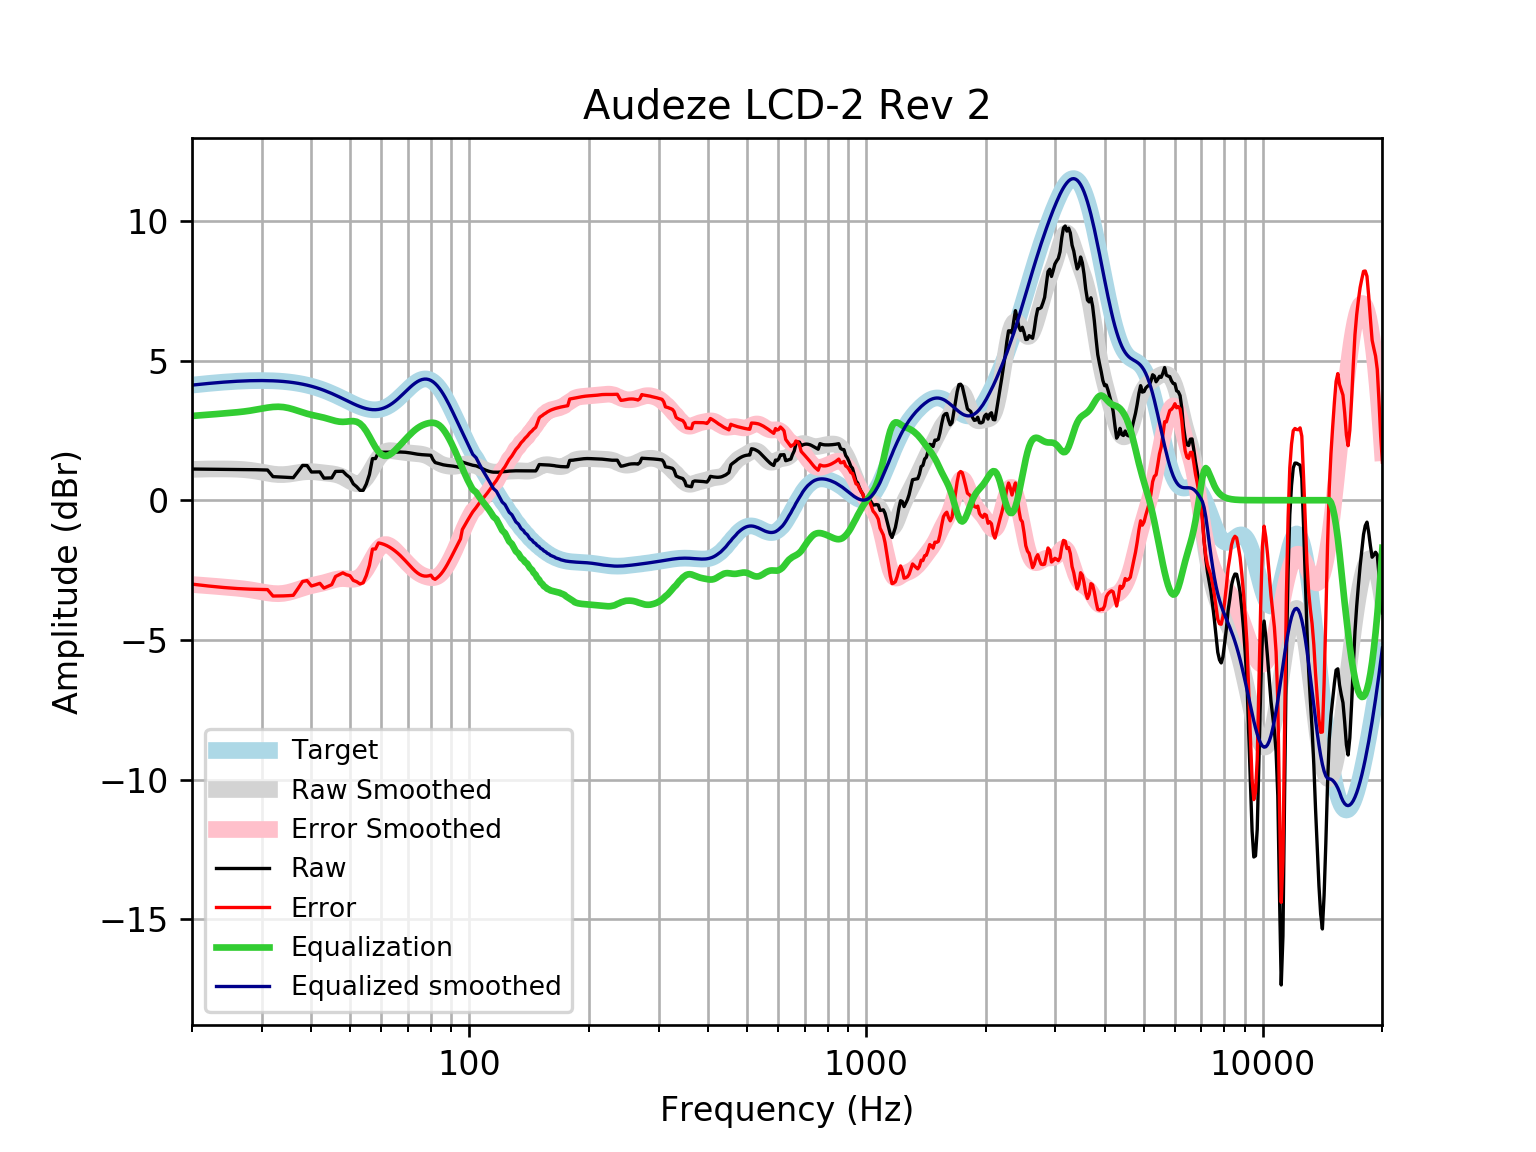 Audeze LCD-2 Rev 2
Amplitude (dBr)
10
5
0
−5
−10
−15
Target
Raw Smoothed
Error Smoothed
Raw
Error
Equalization
Equalized smoothed
100
1000
10000
Frequency (Hz)